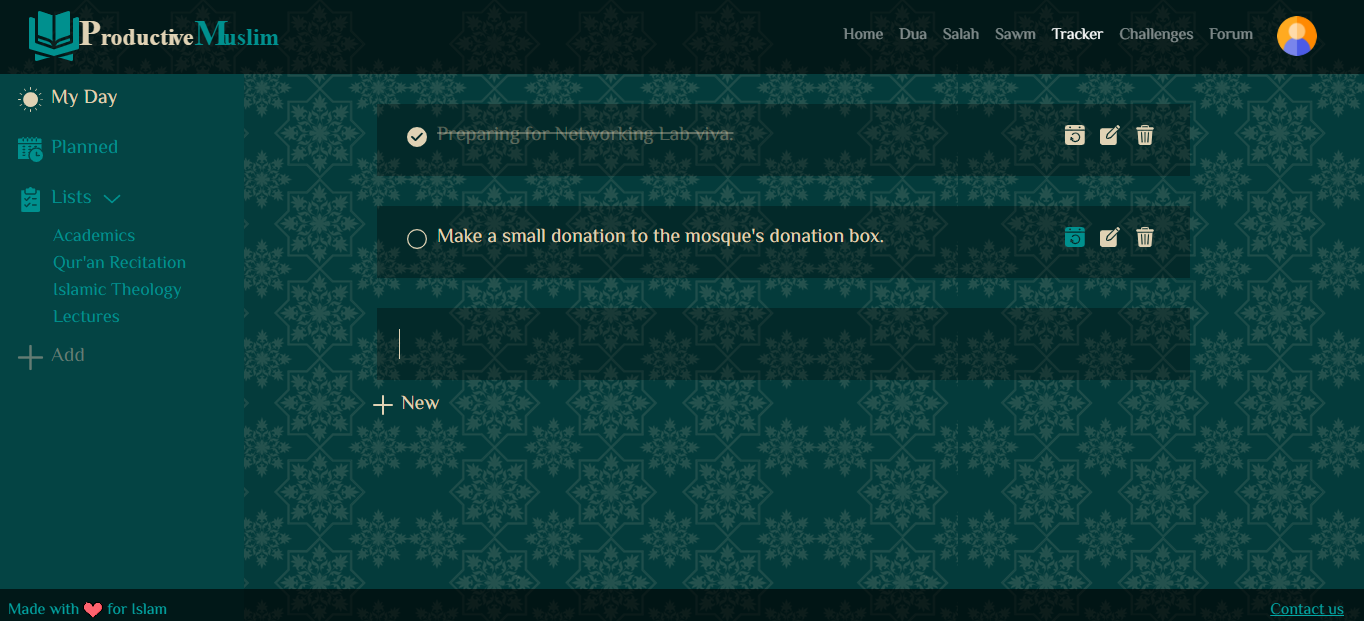 ProductiveMuslim
Home Dua Salah Sawm Tracker Challenges Forum
My Day
Planned
Lists
Academics
Qur'an Recitation
Islamic Theology
Lectures
Add
Preparing for Networking Lab viva.
Make a small donation to the mosque's donation box.
New
Made with ❤ for Islam
Contact us